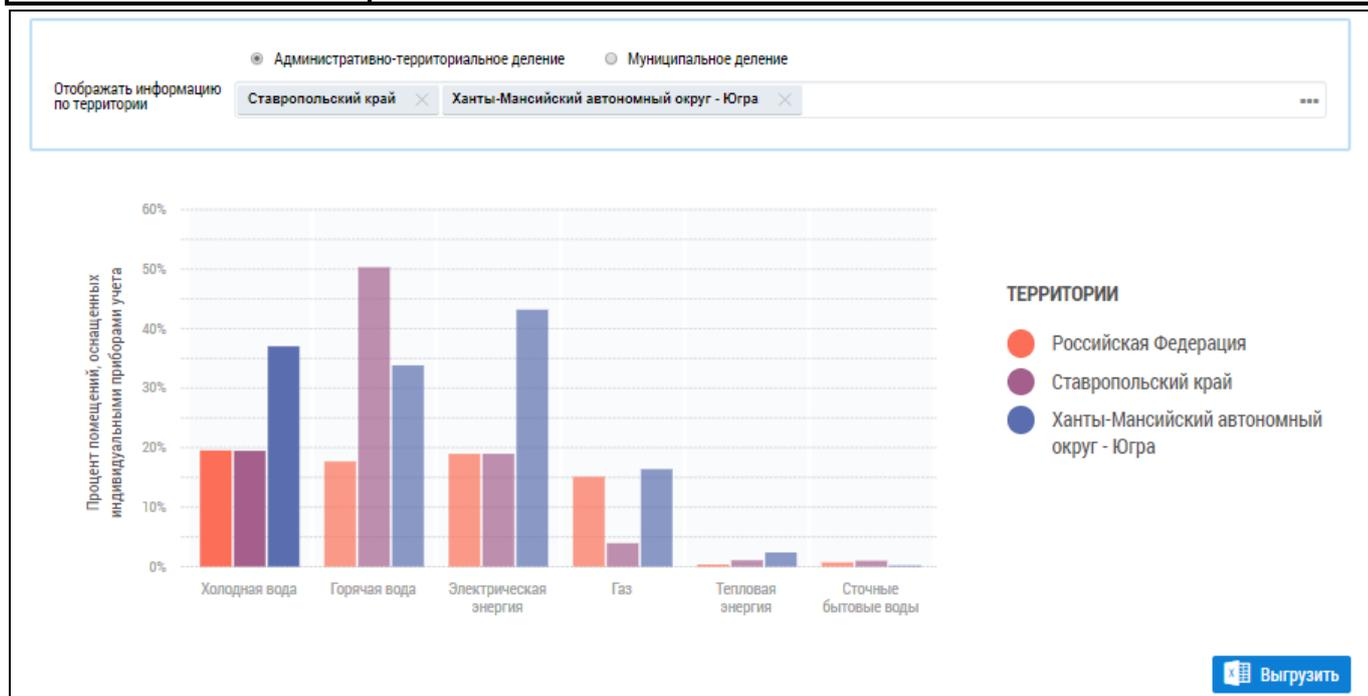 Административно-территориальное деление
Муниципальное деление
Отображать информацию
по территории
Ставропольский край
Ханты-Мансийский автономный округ - Югра
60%
50%
40%
30%
20%
10%
0%
Процент помещений, оснащенных
индивидуальными приборами учета
Холодная вода
Горячая вода
Электрическая
энергия
Газ
Тепловая
энергия
Сточные
бытовые воды
ТЕРРИТОРИИ
Российская Федерация
Ставропольский край
Ханты-Мансийский автономный
округ - Югра
Выгрузить